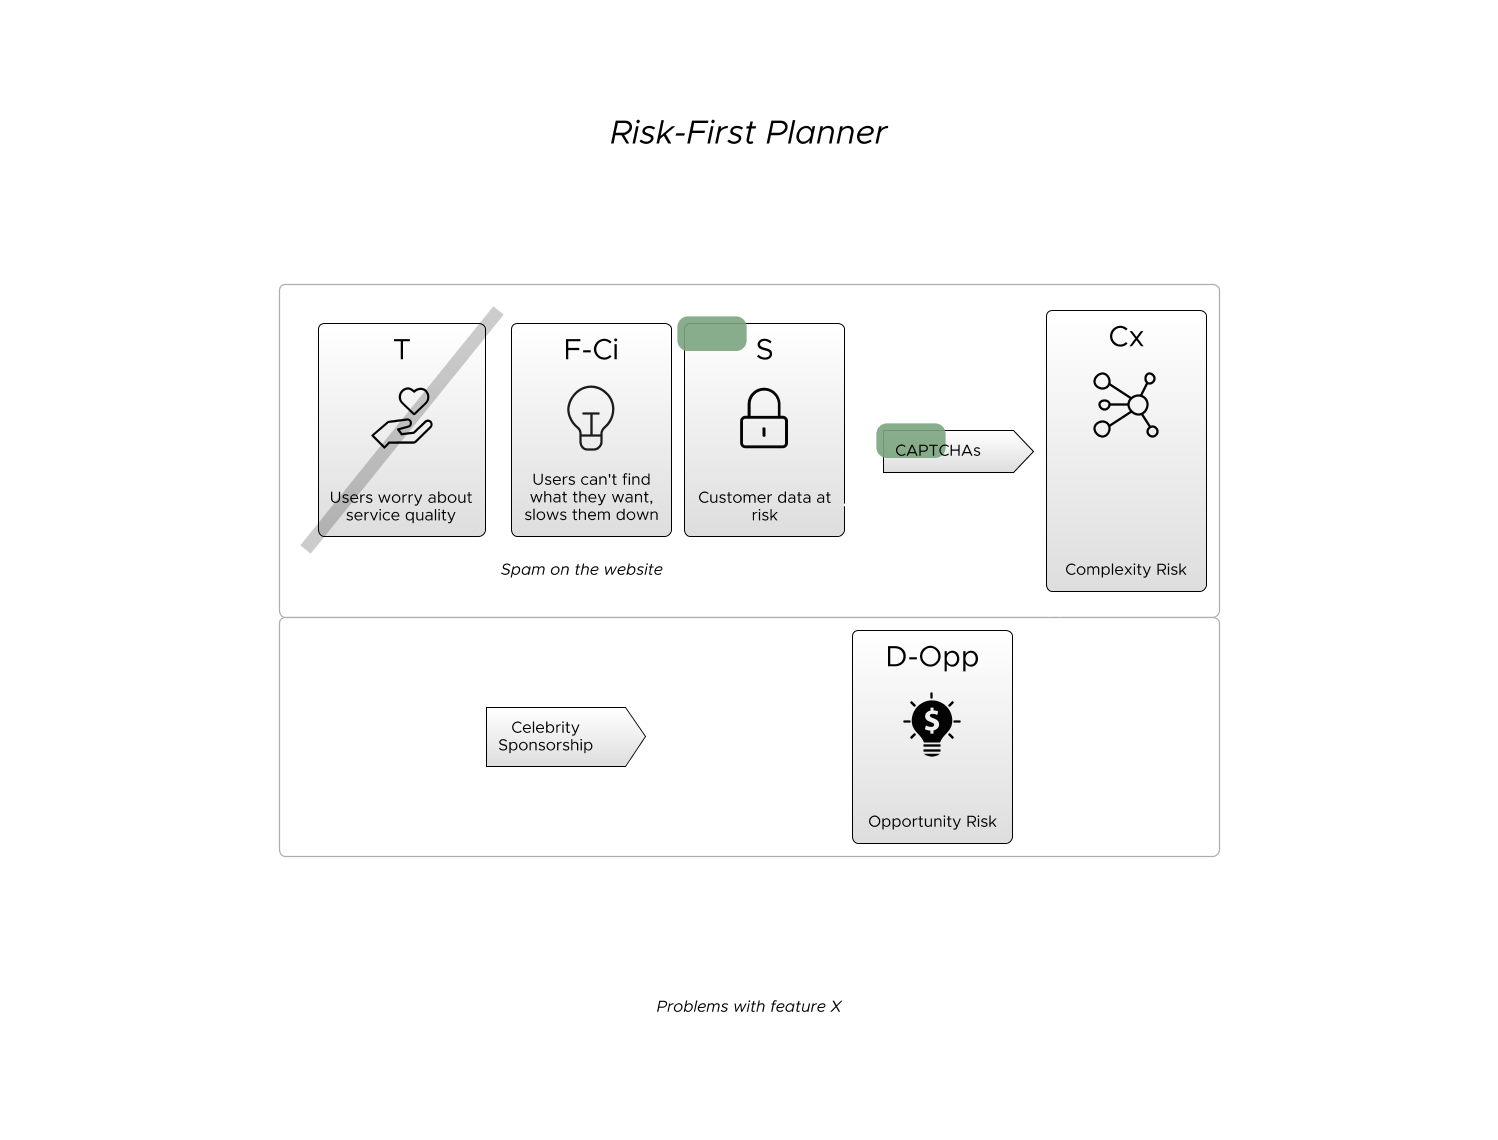 Risk-First Planner
T
Users worry about
service quality
F-Ci
Users can't find
what they want,
slows them down
S
Customer data at
risk
Spam on the website
CAPTCHAs
Cx
Complexity Risk
Celebrity
Sponsorship
D-Opp
$
Opportunity Risk
Problems with feature X